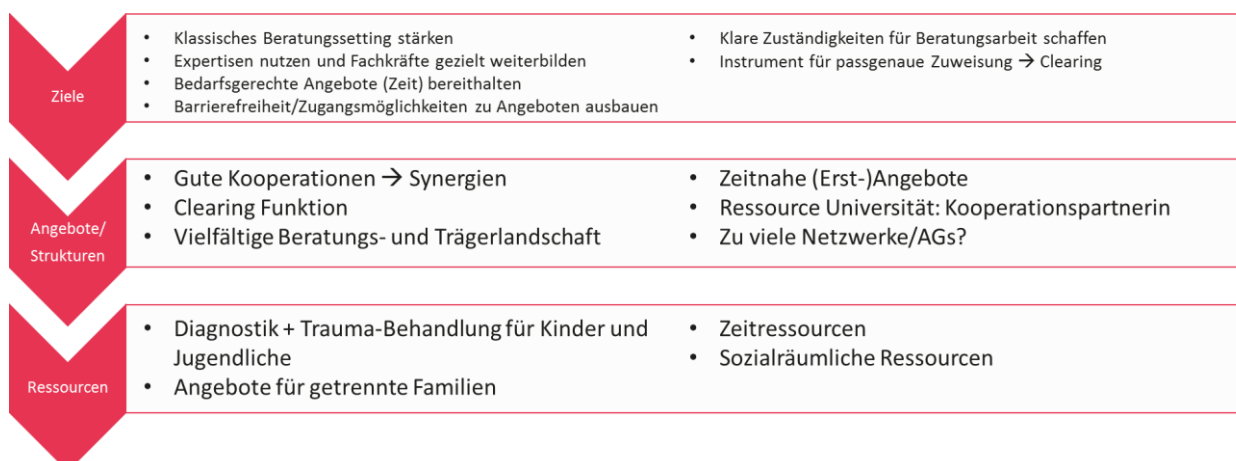 Ziele
• Klassisches Beratungssetting stärken
• Expertisen nutzen und Fachkräfte gezielt weiterbilden
• Bedarfsgerechte Angebote (Zeit) bereithalten
• Barrierefreiheit/Zugangsmöglichkeiten zu Angeboten ausbauen
• Klare Zuständigkeiten für Beratungsarbeit schaffen
• Instrument für passgenaue Zuweisung → Clearing
Angebote/
Strukturen
• Gute Kooperationen → Synergien
• Clearing Funktion
• Vielfältige Beratungs- und Trägerlandschaft
• Zeitnahe (Erst-)Angebote
• Ressource Universität: Kooperationspartnerin
• Zu viele Netzwerke/AGs?
Ressourcen
• Diagnostik + Trauma-Behandlung für Kinder und
Jugendliche
• Angebote für getrennte Familien
• Zeitressourcen
• Sozialräumliche Ressourcen